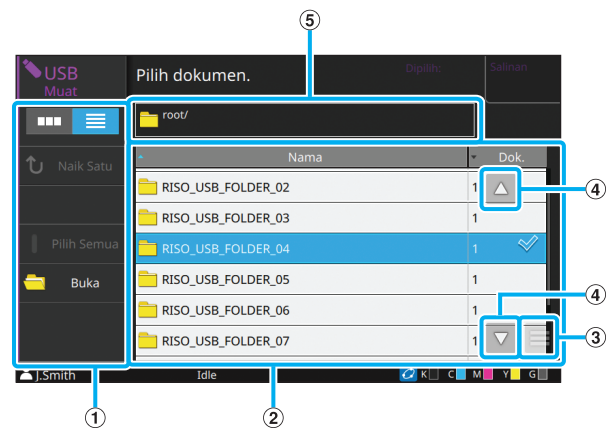 5
USB
Muat
Pilih dokumen.
Dipilih:
Salinan
root/
Nama
Dok.
Naik Satu
RISO_USB_FOLDER_02 1
4
RISO_USB_FOLDER_03 1
Pilih Semua
RISO_USB_FOLDER_04 1
Buka
RISO_USB_FOLDER_05 1
4
RISO_USB_FOLDER_06 1
RISO_USB_FOLDER_07 1
3
J.Smith
Idle
K C M Y G
1
2